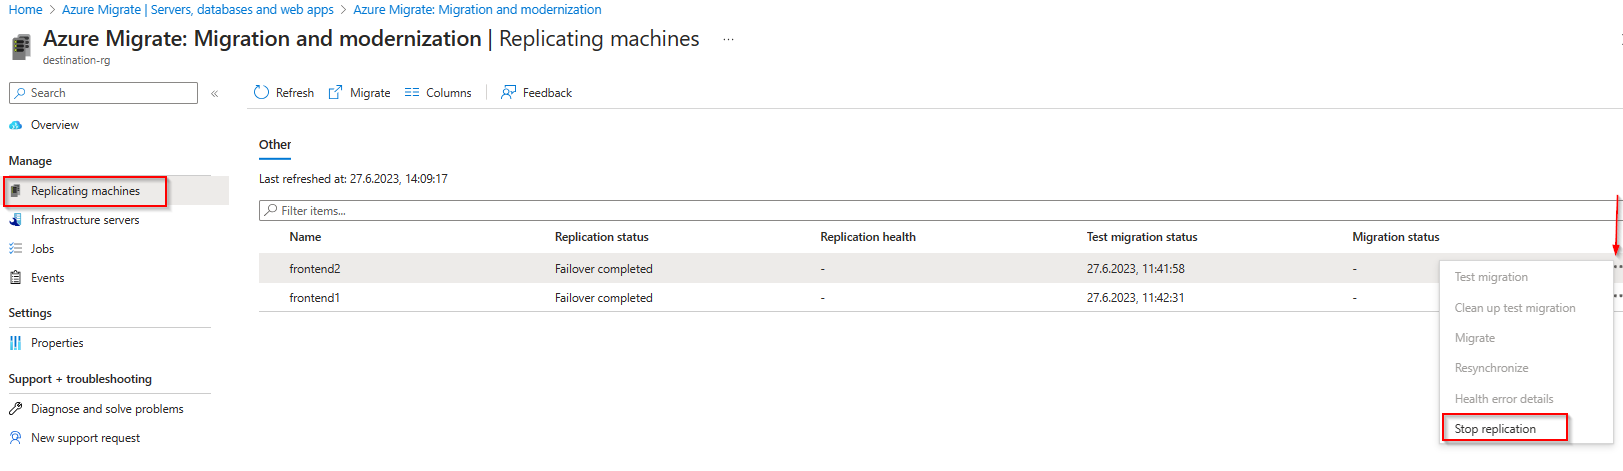 Home > Azure Migrate | Servers, databases and web apps > Azure Migrate: Migration and modernization >
Azure Migrate: Migration and modernization | Replicating machines ...
destination-rg
Search «
Refresh Migrate Columns Feedback
Overview
Manage
Replicating machines
Infrastructure servers
Jobs
Events
Settings
Properties
Support + troubleshooting
Diagnose and solve problems
New support request
Other
Last refreshed at: 27.6.2023, 14:09:17
Filter items...
Name Replication status Replication health Test migration status Migration status
frontend2 Failover completed - 27.6.2023, 11:41:58 -
frontend1 Failover completed - 27.6.2023, 11:42:31 -
Test migration
Clean up test migration
Migrate
Resynchronize
Health error details
Stop replication